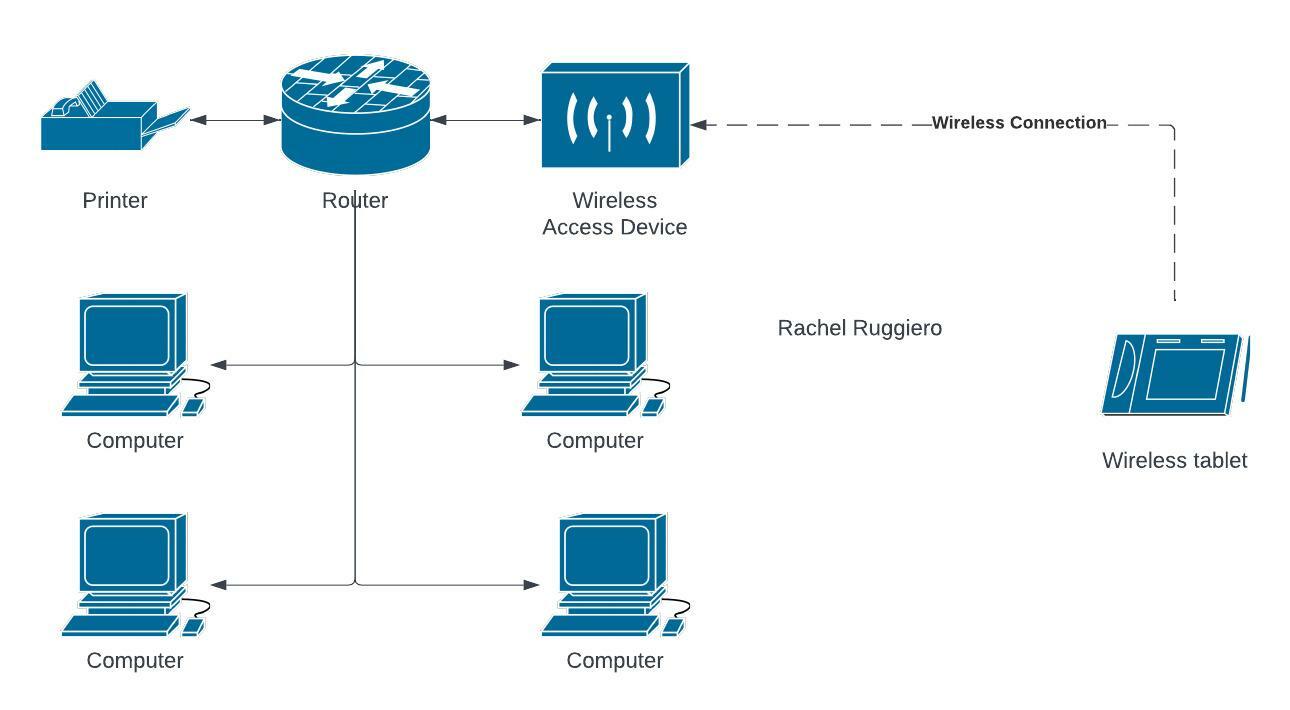 Wireless Connection
Printer
Router
Wireless
Access Device
Rachel Ruggiero
Computer
Computer
Wireless tablet
Computer
Computer